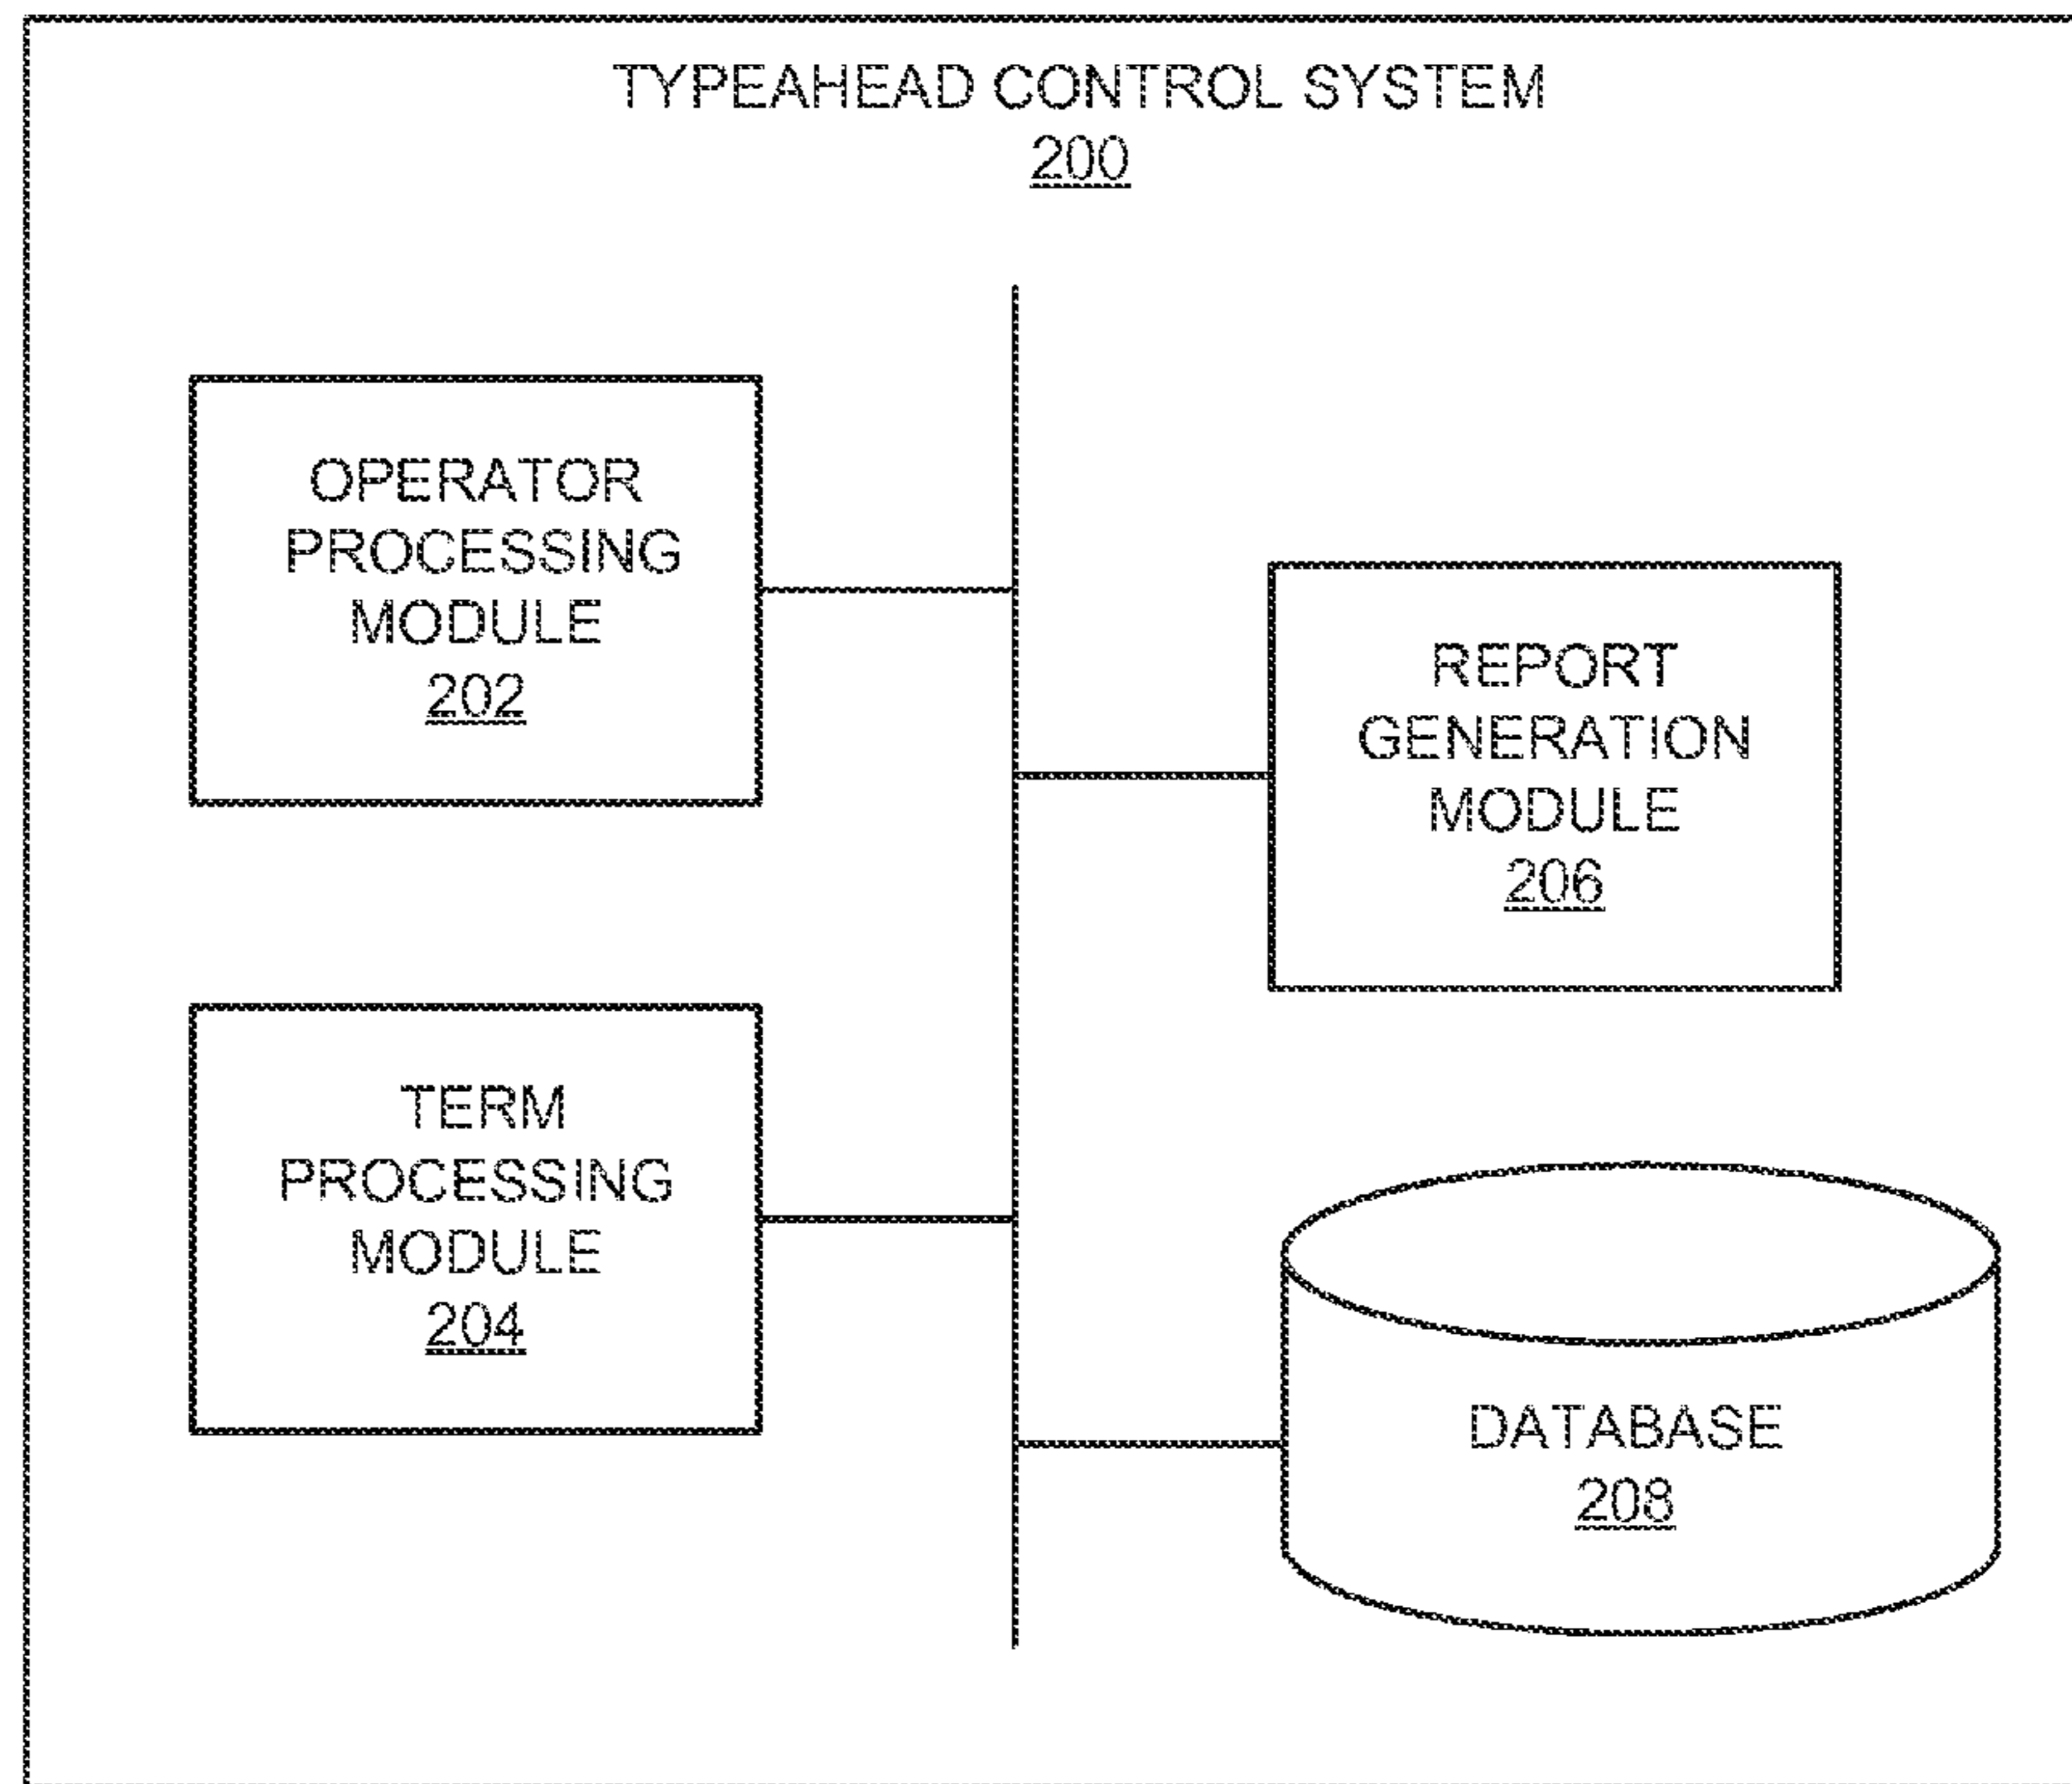 TYPEAHEAD CONTROL SYSTEM
200
OPERATOR
PROCESSING
MODULE
202
REPORT
GENERATION
MODULE
206
TERM
PROCESSING
MODULE
204
DATABASE
208